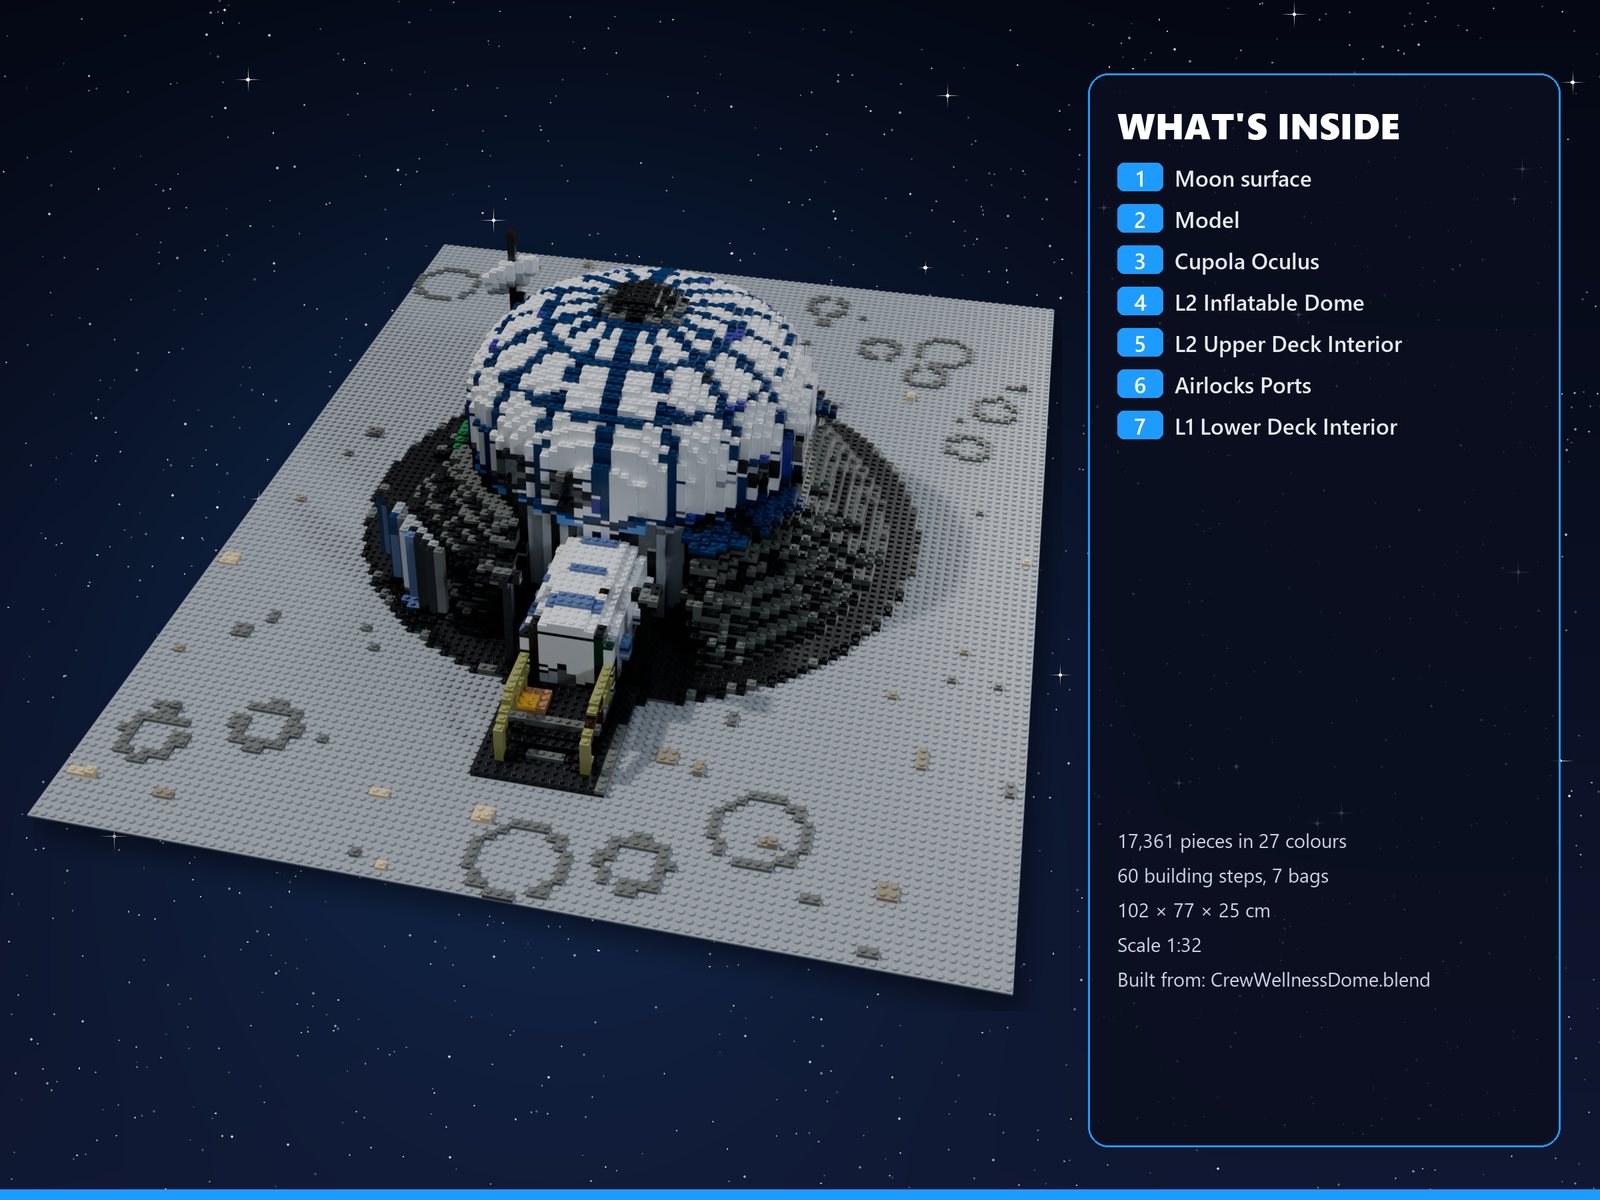 WHAT'S INSIDE
1 Moon surface
2 Model
3 Cupola Oculus
4 L2 Inflatable Dome
5 L2 Upper Deck Interior
6 Airlocks Ports
7 L1 Lower Deck Interior
17,361 pieces in 27 colours
60 building steps, 7 bags
102 × 77 × 25 cm
Scale 1:32
Built from: CrewWellnessDome.blend